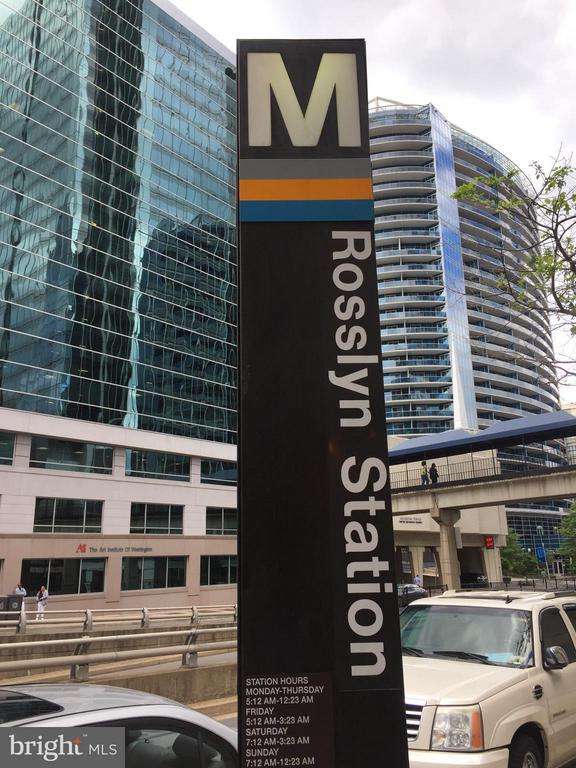 M
Rosslyn Station
The Art Institute of Washington
STATION HOURS
MONDAY-THURSDAY
5:12 AM-12:23 AM
FRIDAY
5:12 AM-3:23 AM
SATURDAY
7:12 AM-3:23 AM
SUNDAY
7:12 AM-12:23 AM
bright MLS